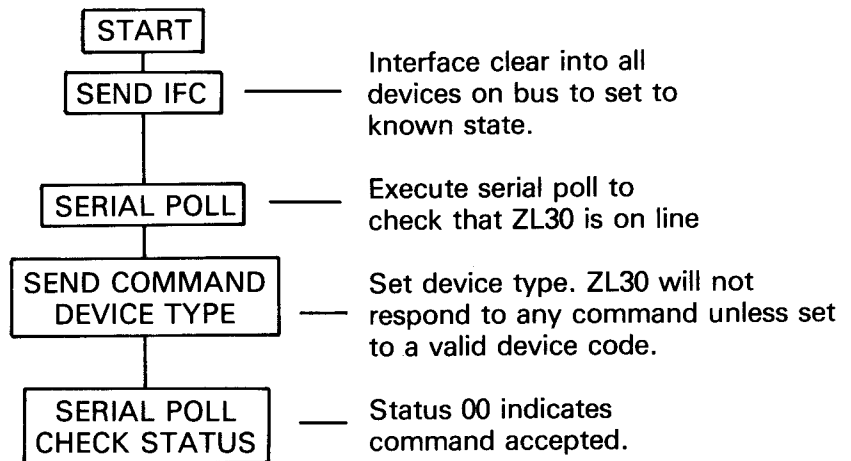 START
SEND IFC
Interface clear into all
devices on bus to set to
known state.
SERIAL POLL
Execute serial poll to
check that ZL30 is on line
SEND COMMAND
DEVICE TYPE
Set device type. ZL30 will not
respond to any command unless set
to a valid device code.
SERIAL POLL
CHECK STATUS
Status 00 indicates
command accepted.